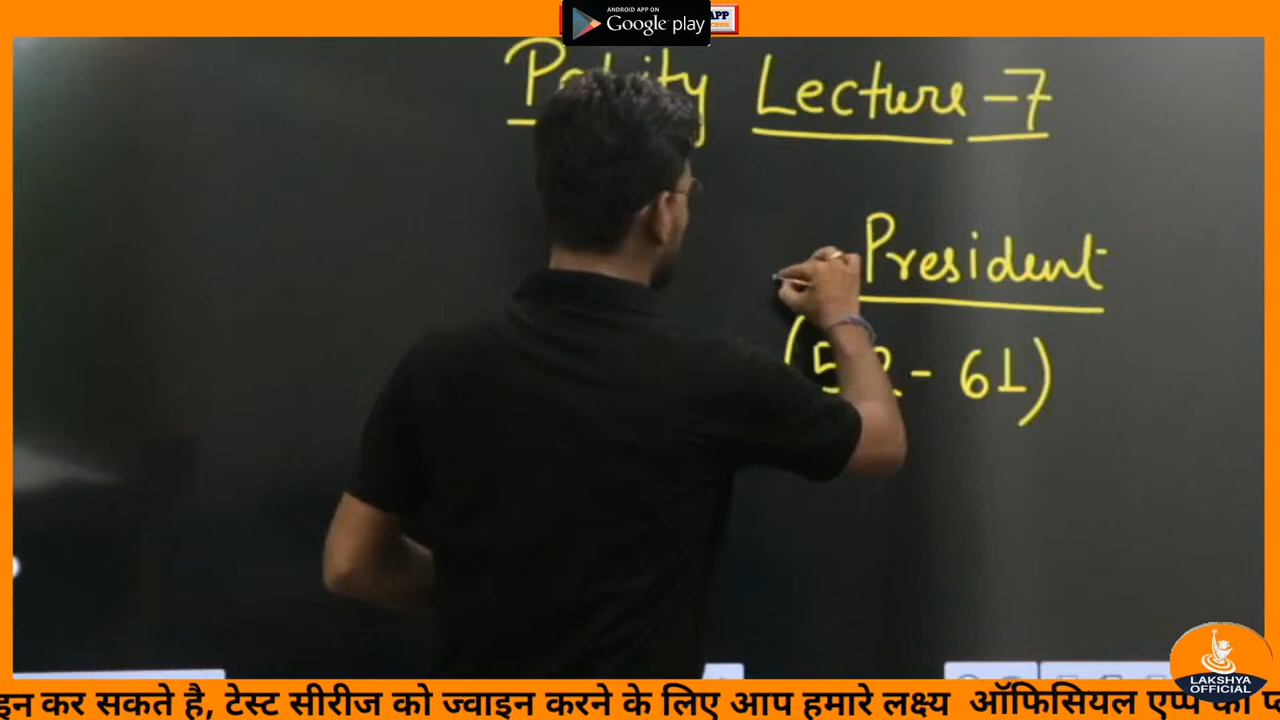 ANDROID APP ON
Google play
APP
Lecture - 7
President
- 61)
कर सकते है, टेस्ट सीरीज को ज्वाइन करने के लिए आप हमारे लक्ष्य ऑफिसियल एप्प को
LAKSHYA
OFFICIAL